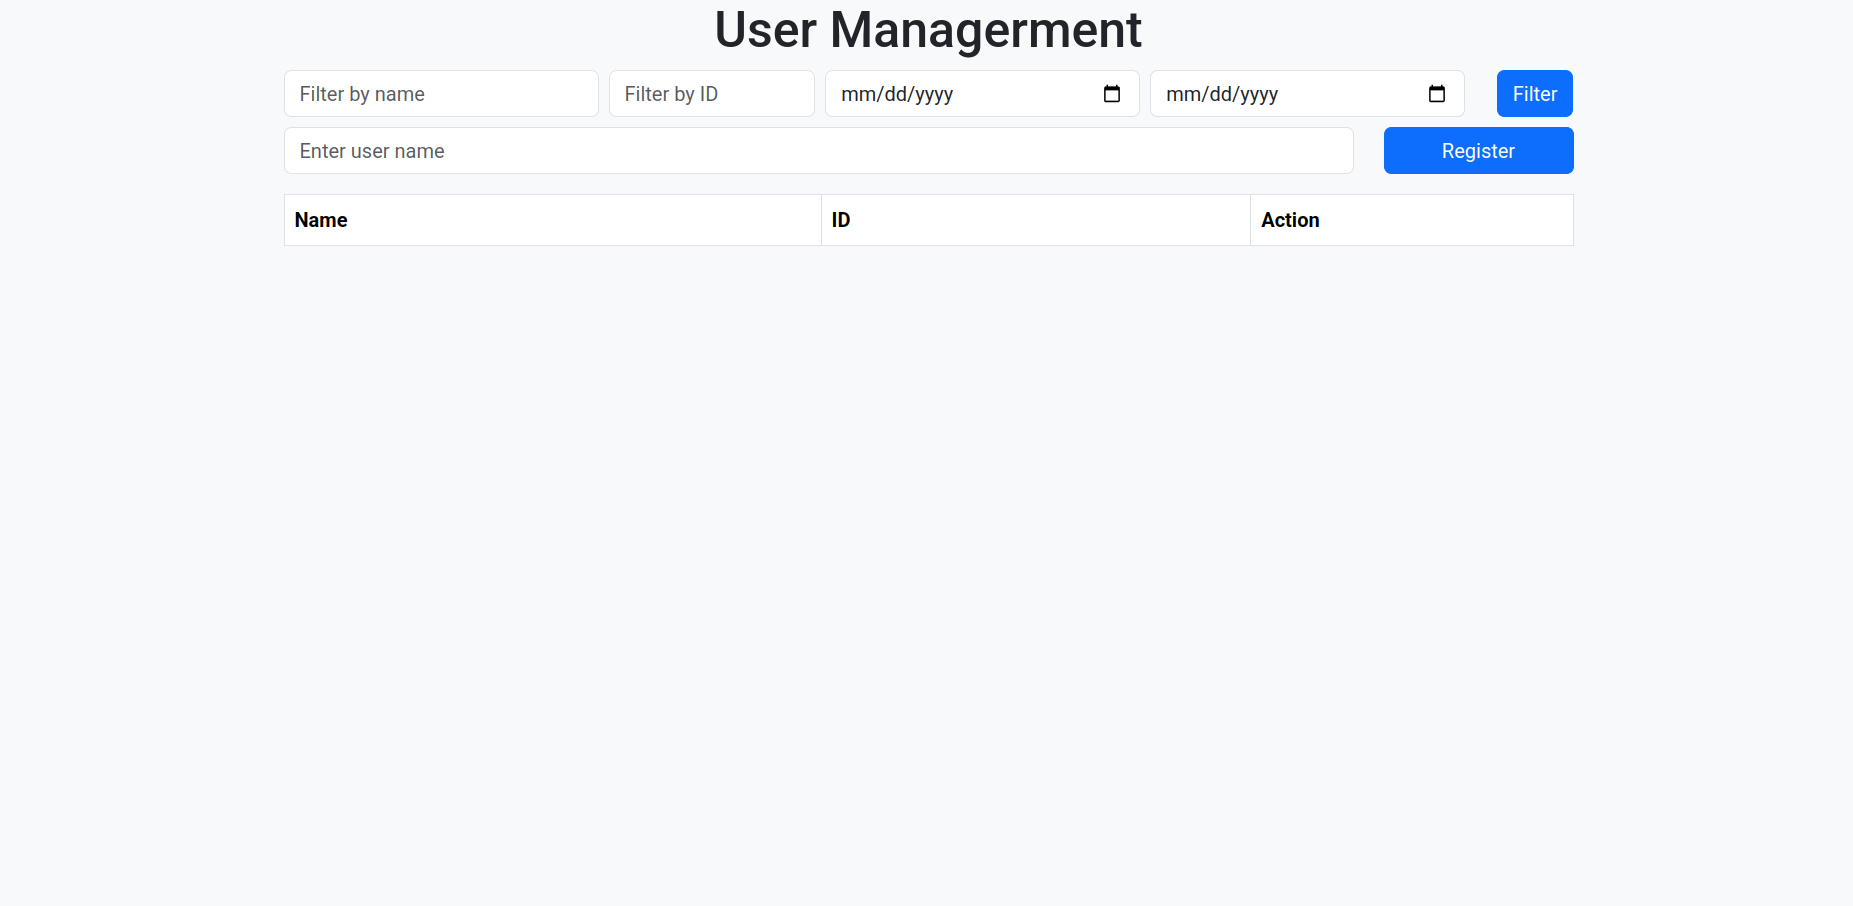 User Managerment
Filter by name Filter by ID mm/dd/yyyy mm/dd/yyyy Filter
Enter user name Register
Name ID Action